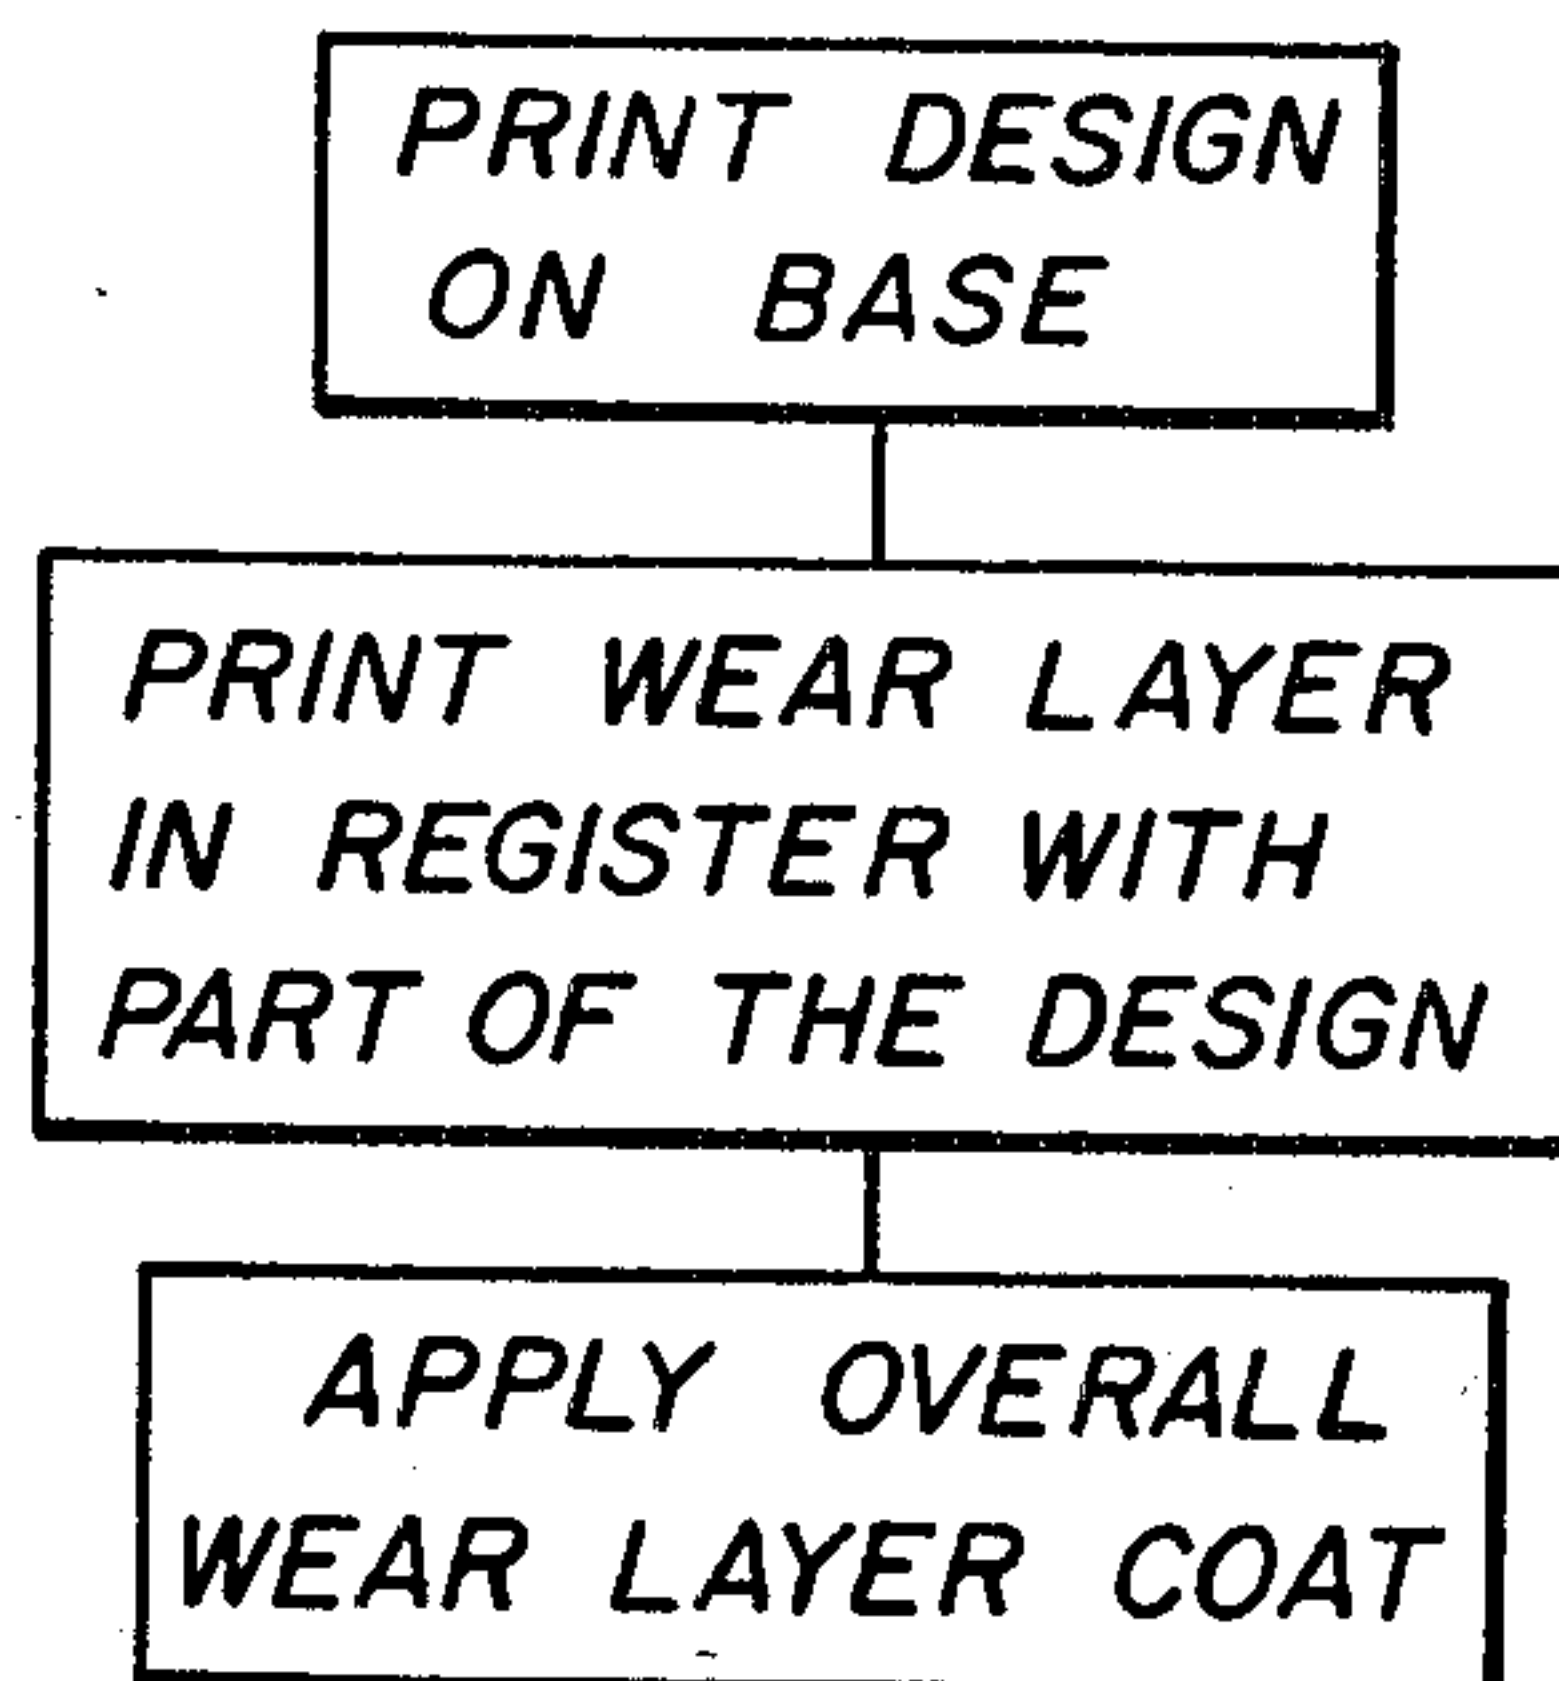 PRINT DESIGN
ON BASE
PRINT WEAR LAYER
IN REGISTER WITH
PART OF THE DESIGN
APPLY OVERALL
WEAR LAYER COAT